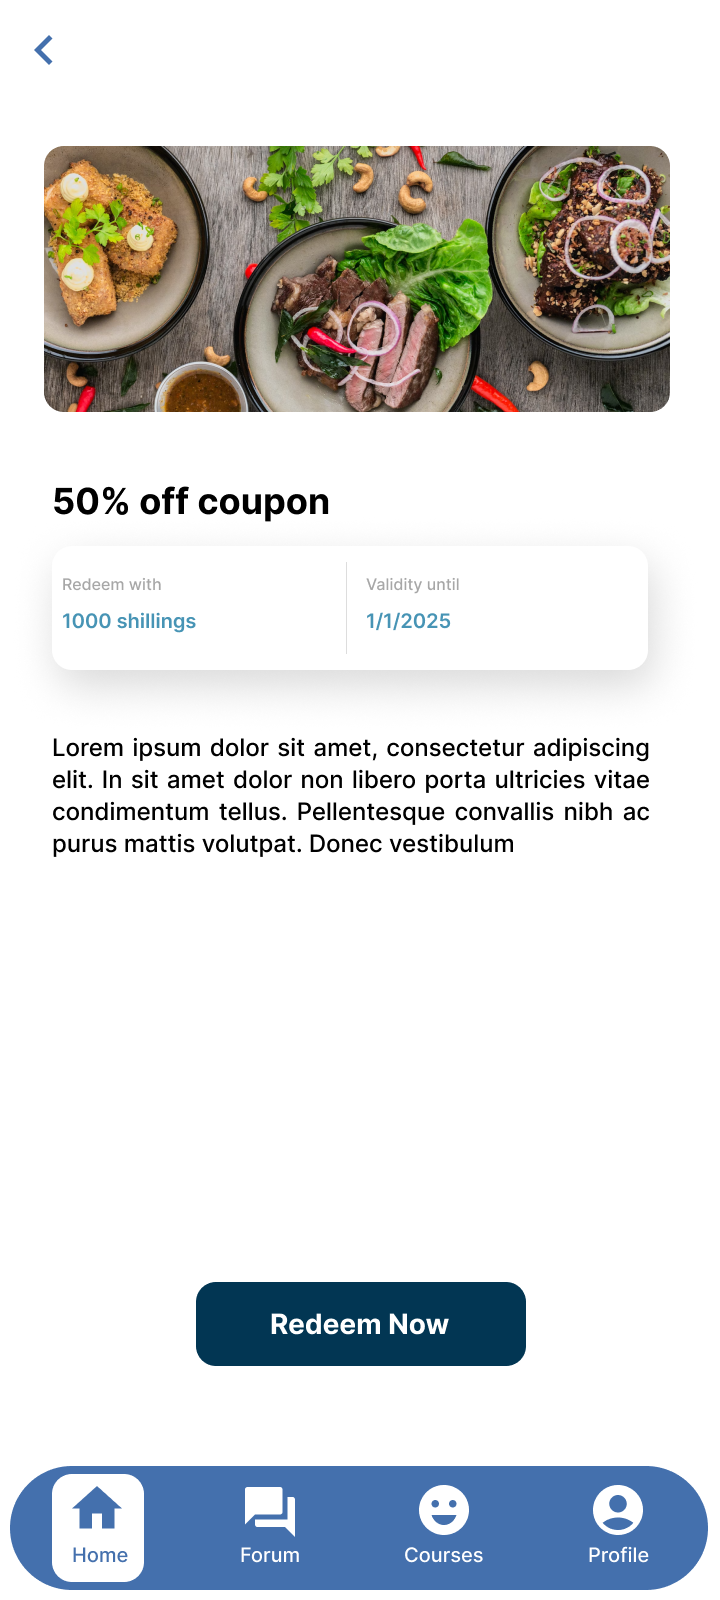 50% off coupon
Redeem with
1000 shillings
Validity until
1/1/2025
Lorem ipsum dolor sit amet, consectetur adipiscing
elit. In sit amet dolor non libero porta ultricies vitae
condimentum tellus. Pellentesque convallis nibh ac
purus mattis volutpat. Donec vestibulum
Redeem Now
Home
Forum
Courses
Profile